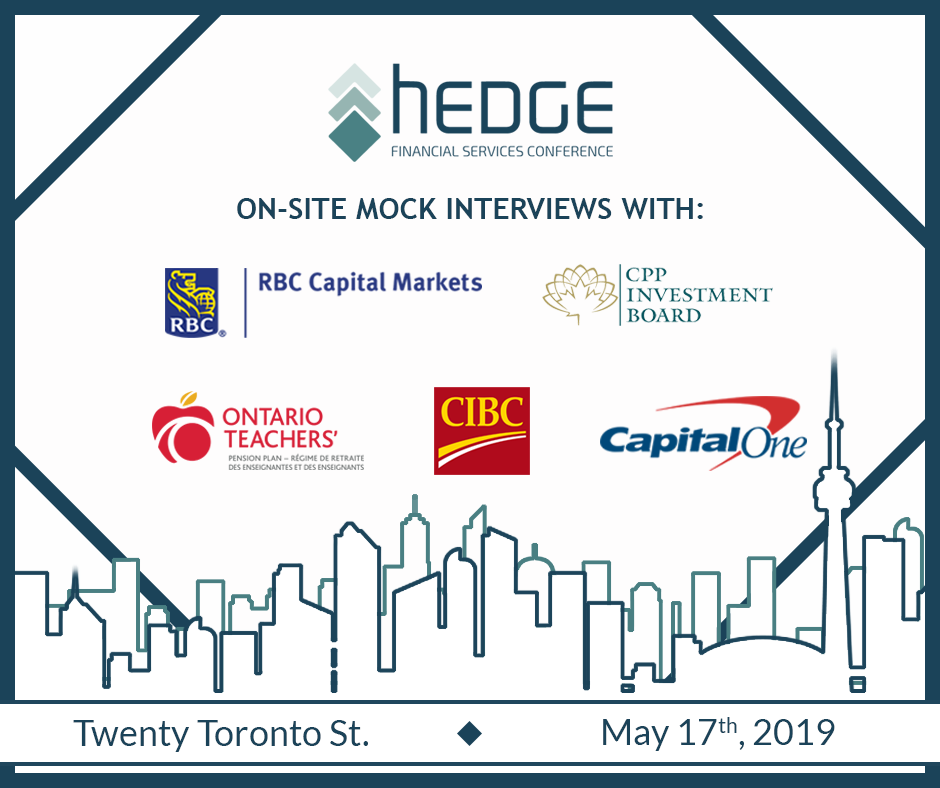 hEDGE
FINANCIAL SERVICES CONFERENCE
ON-SITE MOCK INTERVIEWS WITH:
RBC®
RBC Capital Markets
CPP
INVESTMENT
BOARD
ONTARIO
TEACHERS'
PENSION PLAN – RÉGIME DE RETRAITE
DES ENSEIGNANTES ET DES ENSEIGNANTS
CIBC
CapitalOne
Twenty Toronto St. ◆ May 17th, 2019